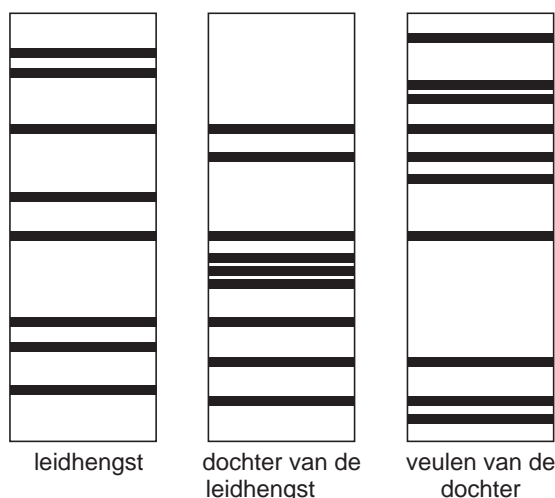 leidhengst
dochter van de
leidhengst
veulen van de
dochter